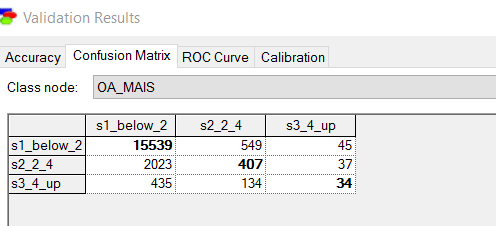 Validation Results
Accuracy Confusion Matrix ROC Curve Calibration
Class node: OA_MAIS
s1_below_2 s2_2_4 s3_4_up
s1_below_2 15539 549 45
s2_2_4 2023 407 37
s3_4_up 435 134 34